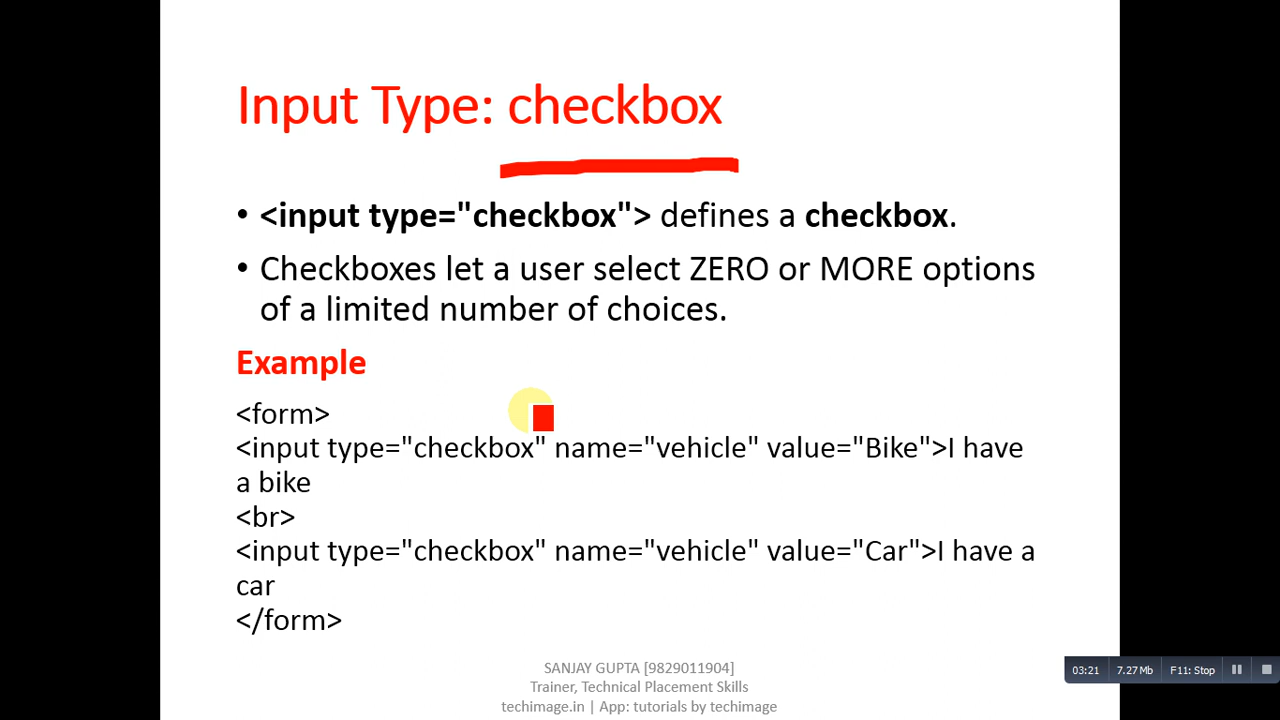 Input Type: checkbox
• <input type="checkbox"> defines a checkbox.
• Checkboxes let a user select ZERO or MORE options
of a limited number of choices.
Example
<form>
<input type="checkbox" name="vehicle" value="Bike">I have
a bike
<br>
<input type="checkbox" name="vehicle" value="Car">I have a
car
</form>
SANJAY GUPTA [9829011904]
Trainer, Technical Placement Skills
techimage.in | App: tutorials by techimage
03:21 7.27 Mb F11: Stop